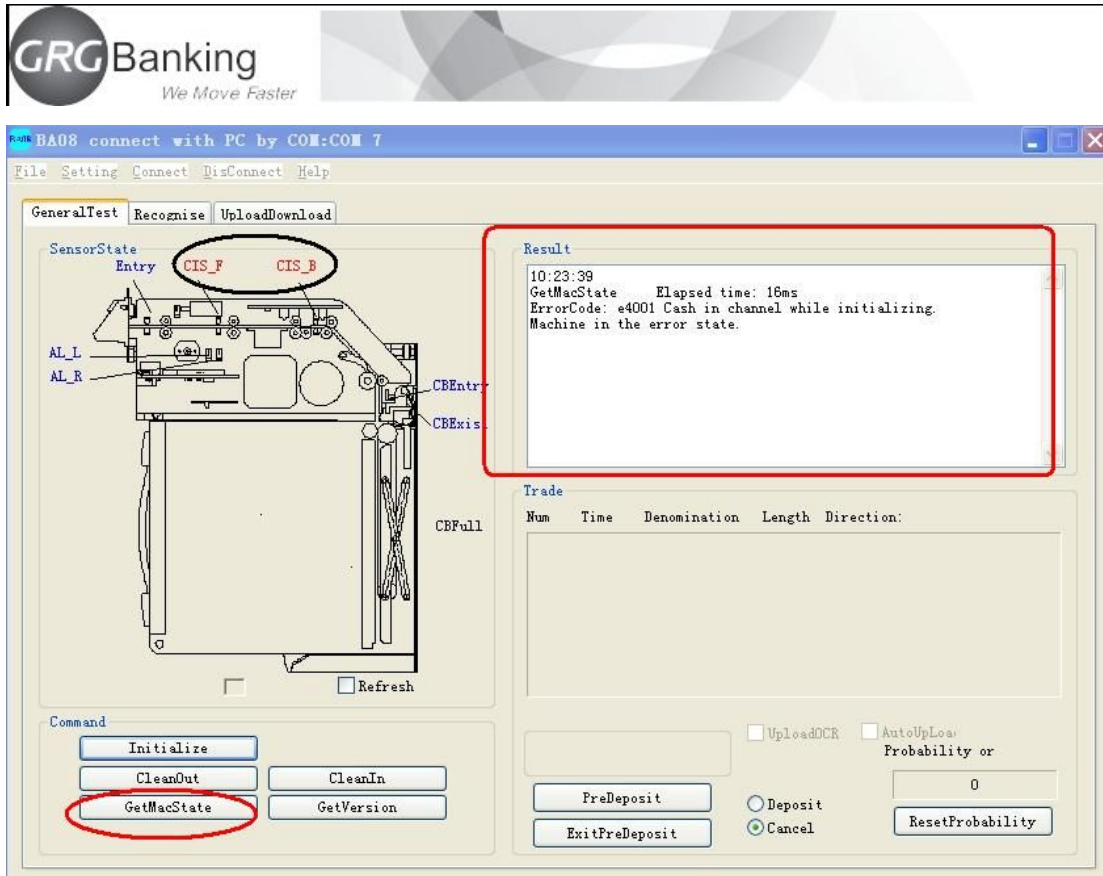 GRG Banking
We Move Faster
BA08 connect with PC by COM:COM 7
File Setting Connect DisConnect Help
GeneralTest Recognise UploadDownload
SensorState
Entry CIS_F CIS_B
AL_L
AL_R
CBEntry
CBExis
CBFull
Refresh
Result
10:23:39
GetMacState Elapsed time: 16ms
ErrorCode: e4001 Cash in channel while initializing.
Machine in the error state.
Trade
Num Time Denomination Length Direction:
Command
Initialize
CleanOut CleanIn
GetMacState GetVersion
UploadOCR AutoUpLoa
Probability or
0
PreDeposit
ExitPreDeposit
Deposit
Cancel
ResetProbability